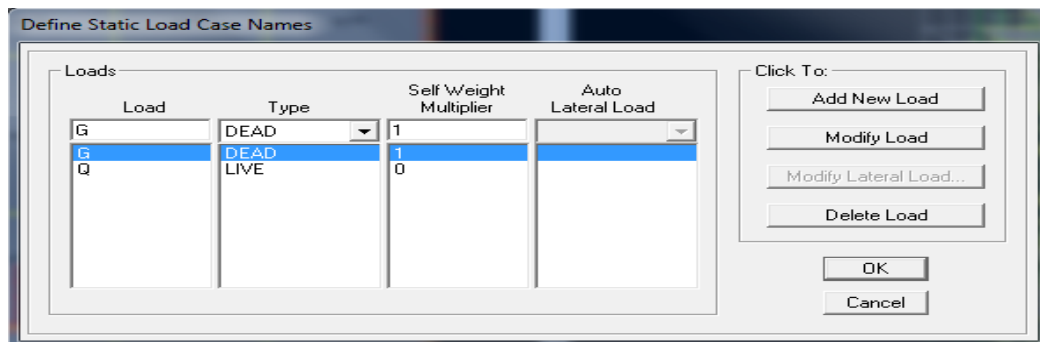 Define Static Load Case Names
Loads
Load Type Self Weight Multiplier Auto Lateral Load
G DEAD 1
G DEAD 1
Q LIVE 0
Click To:
Add New Load
Modify Load
Modify Lateral Load...
Delete Load
OK
Cancel